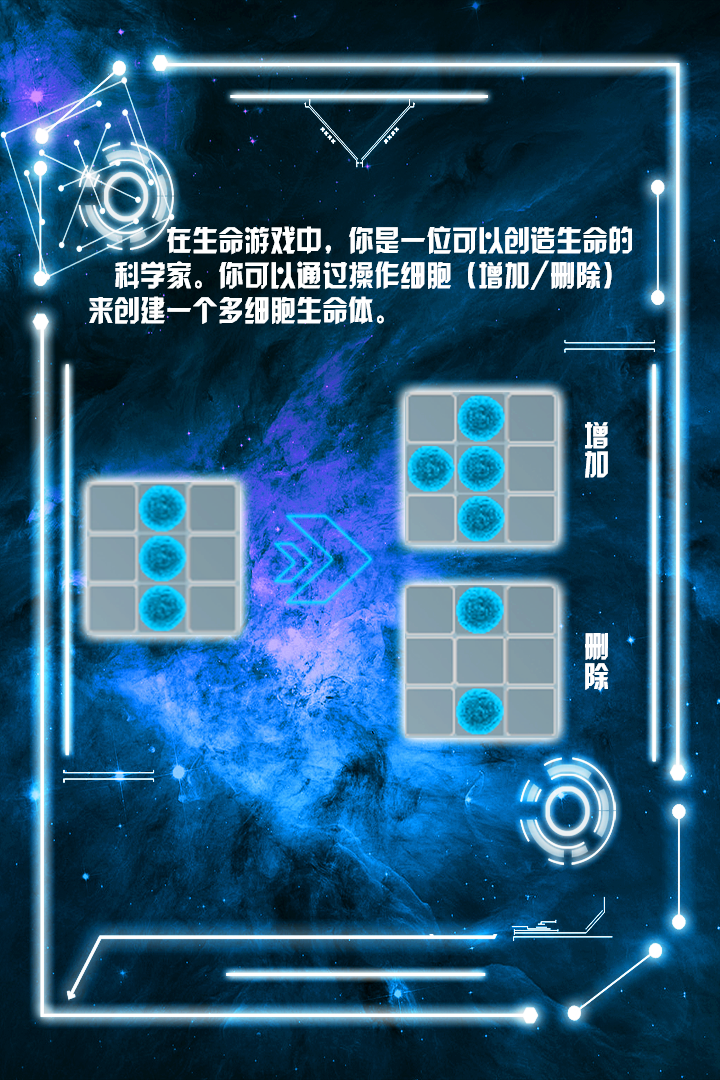 在生命游戏中，你是一位可以创造生命的
科学家。你可以通过操作细胞（增加/删除）
来创建一个多细胞生命体。
增加
删除